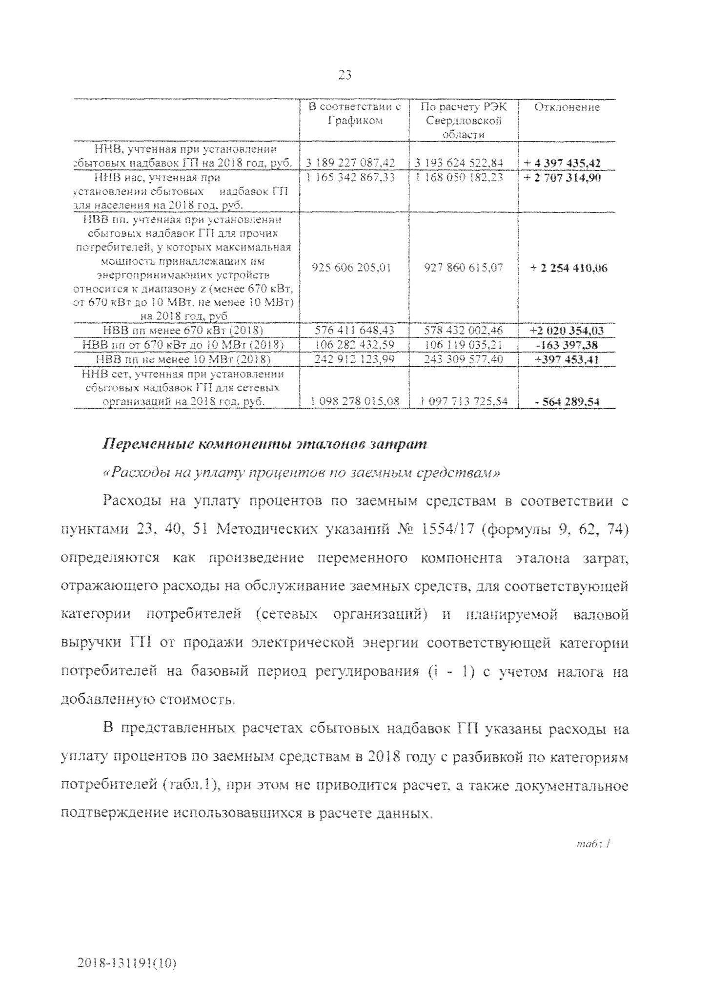 23
В соответствии с Графиком
По расчету РЭК Свердловской области
Отклонение
ННВ, учтенная при установлении
сбытовых надбавок ГП на 2018 год, руб. 3 189 227 087,42 3 193 624 522,84 + 4 397 435,42
ННВ нас, учтенная при 1 165 342 867,33 1 168 050 182,23 + 2 707 314,90
установлении сбытовых надбавок ГП
для населения на 2018 год, руб.
НВВ пп, учтенная при установлении
сбытовых надбавок ГП для прочих
потребителей, у которых максимальная
мощность принадлежащих им
энергопринимающих устройств
относится к диапазону z (менее 670 кВт,
от 670 кВт до 10 МВт, не менее 10 МВт)
на 2018 год, руб
925 606 205,01 927 860 615,07 + 2 254 410,06
НВВ пп менее 670 кВт (2018) 576 411 648,43 578 432 002,46 +2 020 354,03
НВВ пп от 670 кВт до 10 МВт (2018) 106 282 432,59 106 119 035,21 -163 397,38
НВВ пп не менее 10 МВт (2018) 242 912 123,99 243 309 577,40 +397 453,41
ННВ сет, учтенная при установлении
сбытовых надбавок ГП для сетевых
организаций на 2018 год, руб. 1 098 278 015,08 1 097 713 725,54 - 564 289,54
Переменные компоненты эталонов затрат
«Расходы на уплату процентов по заемным средствам»
Расходы на уплату процентов по заемным средствам в соответствии с
пунктами 23, 40, 51 Методических указаний № 1554/17 (формулы 9, 62, 74)
определяются как произведение переменного компонента эталона затрат,
отражающего расходы на обслуживание заемных средств, для соответствующей
категории потребителей (сетевых организаций) и планируемой валовой
выручки ГП от продажи электрической энергии соответствующей категории
потребителей на базовый период регулирования (i - 1) с учетом налога на
добавленную стоимость.
В представленных расчетах сбытовых надбавок ГП указаны расходы на
уплату процентов по заемным средствам в 2018 году с разбивкой по категориям
потребителей (табл.1), при этом не приводится расчет, а также документальное
подтверждение использовавшихся в расчете данных.
табл.1
2018-131191(10)